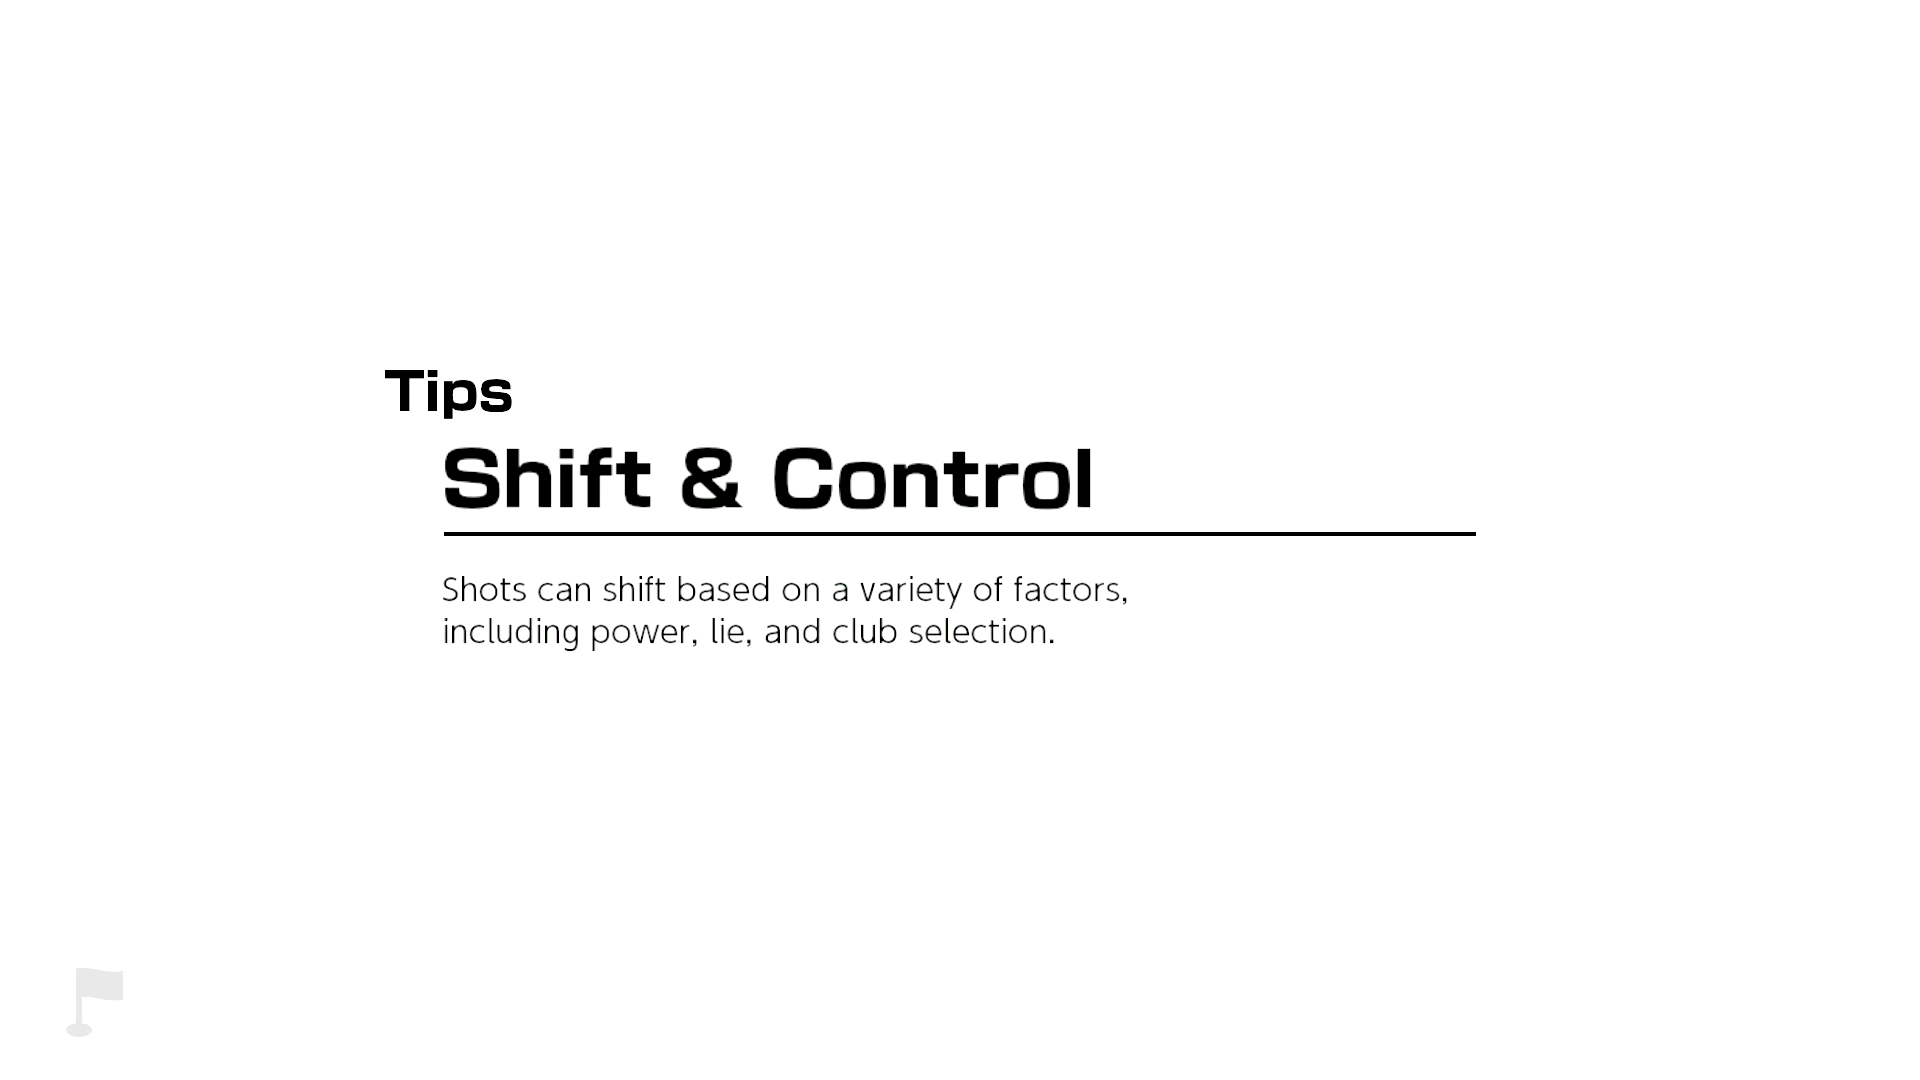 Tips
Shift & Control
Shots can shift based on a variety of factors,
including power, lie, and club selection.